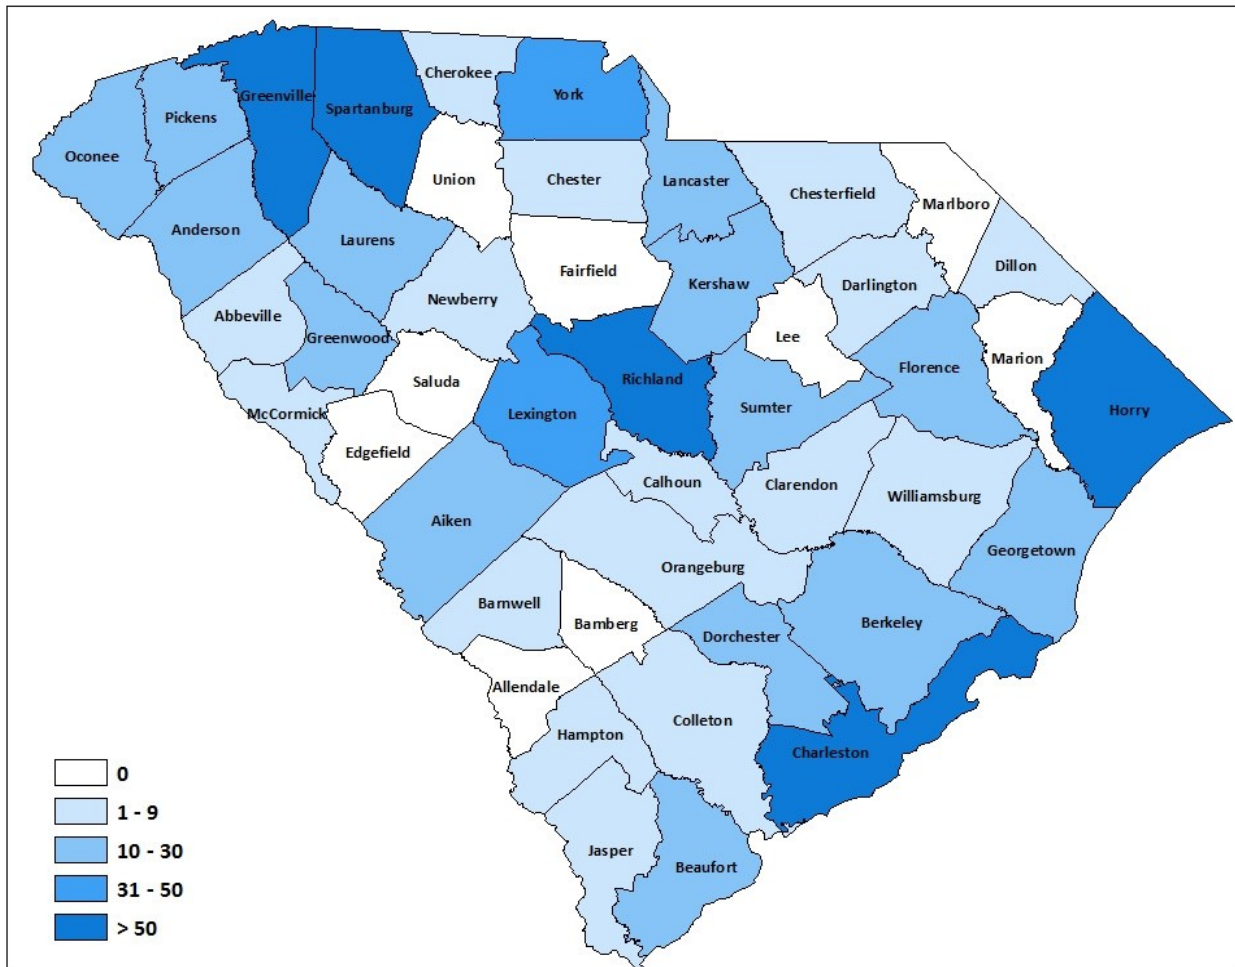 Cherokee
York
Greenville
Spartanburg
Pickens
Oconee
Union
Chester
Lancaster
Chesterfield
Marlboro
Anderson
Laurens
Fairfield
Dillon
Kershaw
Darlington
Newberry
Abbeville
Greenwood
Lee
Marion
Florence
Saluda
Richland
Horry
McCormick
Lexington
Sumter
Edgefield
Calhoun
Clarendon
Williamsburg
Aiken
Georgetown
Orangeburg
Barnwell
Bamberg
Dorchester
Berkeley
Allendale
Colleton
Hampton
Charleston
Jasper
Beaufort
0
1 - 9
10 - 30
31 - 50
> 50